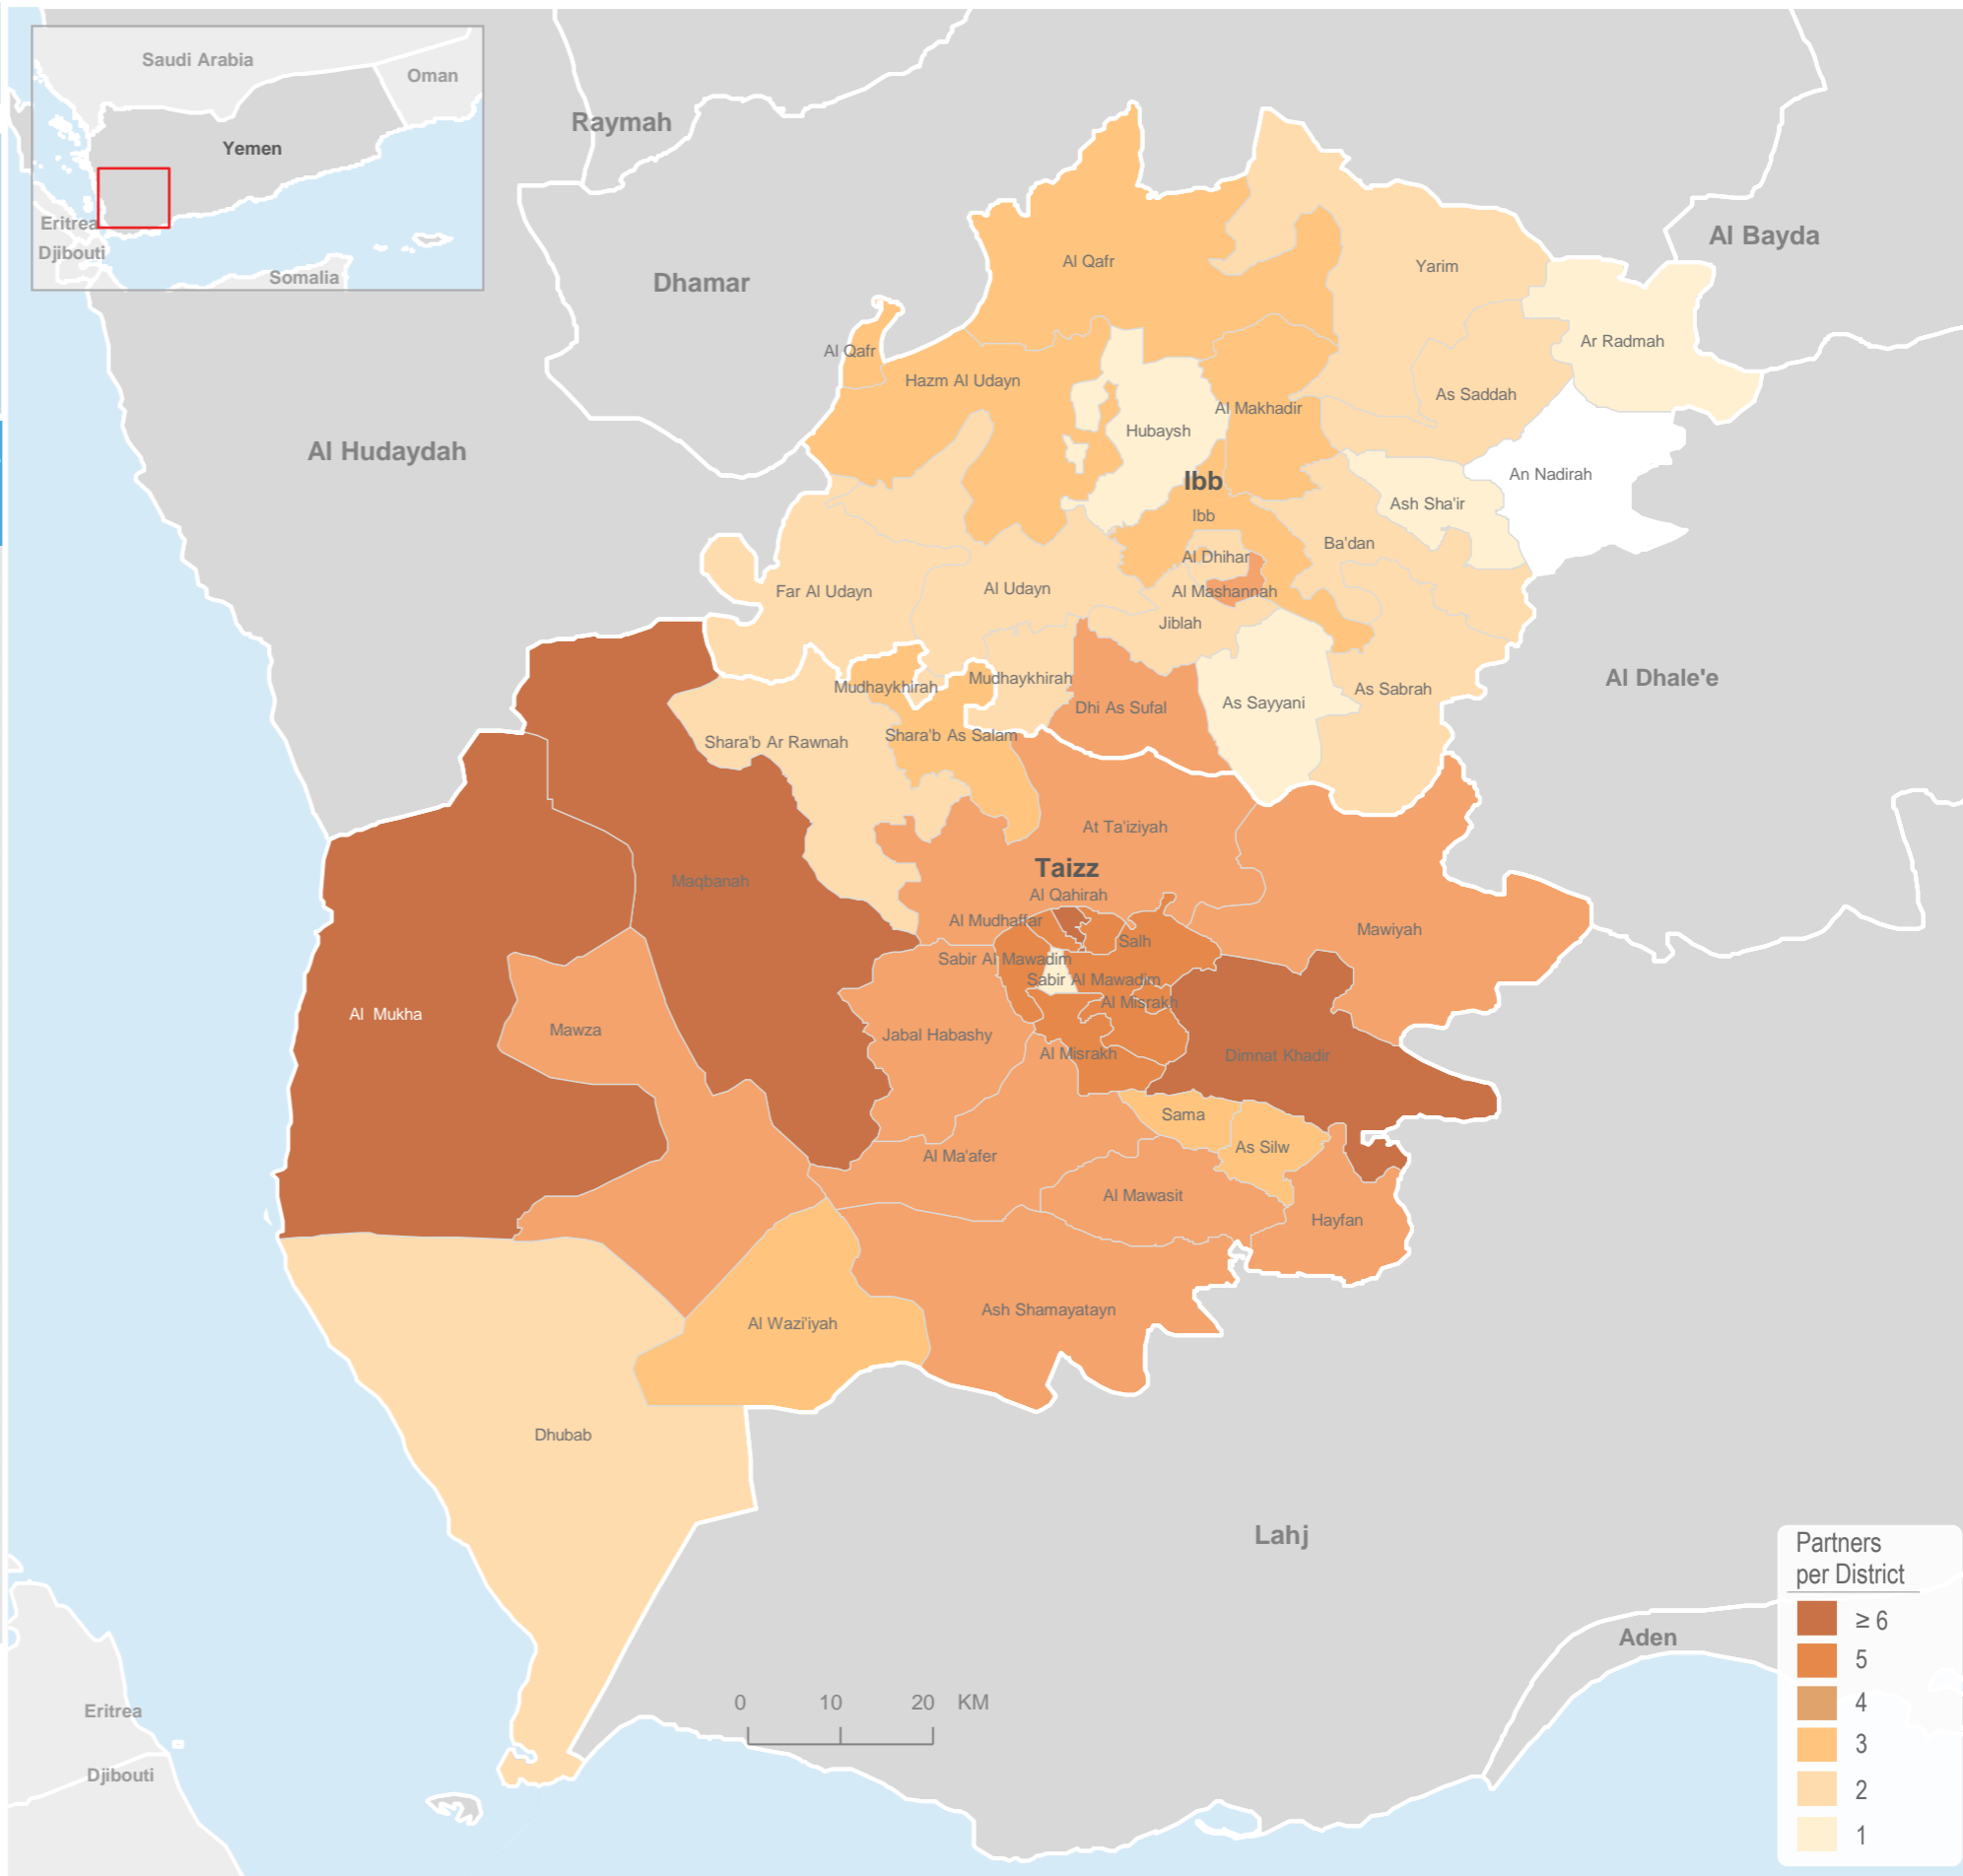 Saudi Arabia
Oman
Yemen
Eritrea
Djibouti
Somalia
Raymah
Dhamar
Al Bayda
Al Qafr
Yarim
Ar Radmah
Al Qafr
Hazm Al Udayn
As Saddah
Al Makhadir
Hubaysh
Al Hudaydah
An Nadirah
Ibb
Ash Sha'ir
Ibb
Ba'dan
Al Dhihar
Far Al Udayn
Al Udayn
Al Mashannah
Jiblah
Al Dhale'e
Mudhaykhirah
Mudhaykhirah
As Sabrah
Dhi As Sufal
As Sayyani
Shara'b Ar Rawnah
Shara'b As Salam
At Ta'iziyah
Taizz
Maqbanah
Al Qahirah
Al Mudhaffar
Mawiyah
Salh
Sabir Al Mawadim
Sabir Al Mawadim
Al Misrakh
Al Mukha
Mawza
Jabal Habashy
Al Misrakh
Dimnat Khadir
Sama
As Silw
Al Ma'afer
Al Mawasit
Hayfan
Ash Shamayatayn
Al Wazi'iyah
Dhubab
Lahj
Aden
0 10 20 KM
Eritrea
Djibouti
Partners
per District
≥ 6
5
4
3
2
1